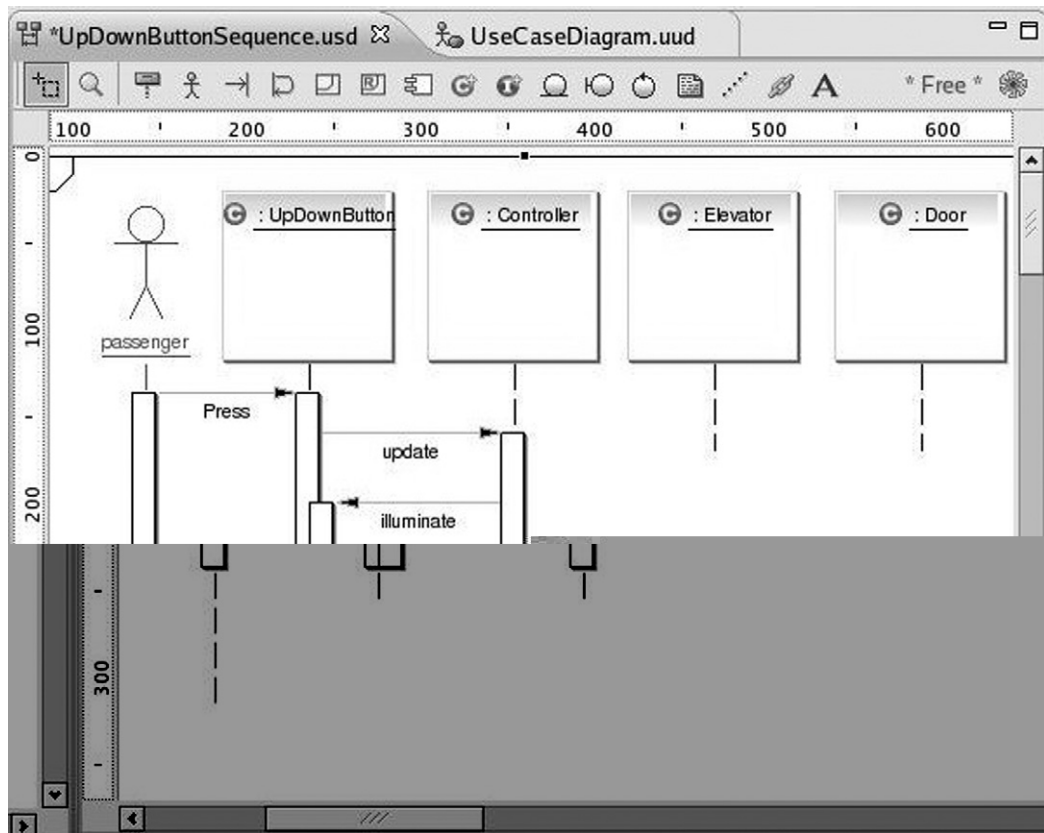 *UpDownButtonSequence.usd
UseCaseDiagram.uud
R A * Free *
100 200 300 400 500 600
0
C : UpDownButton
C : Controller
C : Elevator
C : Door
100
passenger
Press
update
200
illuminate
300